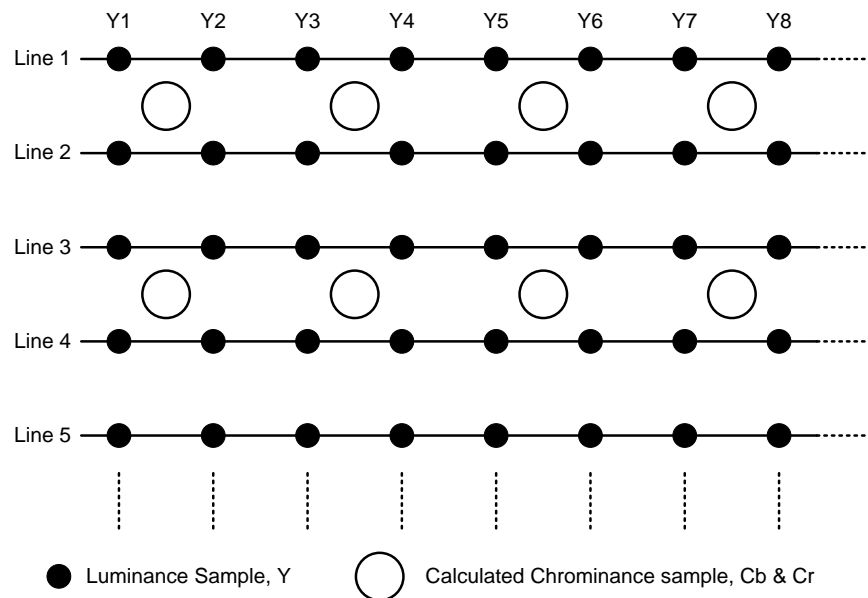 Y1 Y2 Y3 Y4 Y5 Y6 Y7 Y8
Line 1
Line 2
Line 3
Line 4
Line 5
Luminance Sample, Y
Calculated Chrominance sample, Cb & Cr